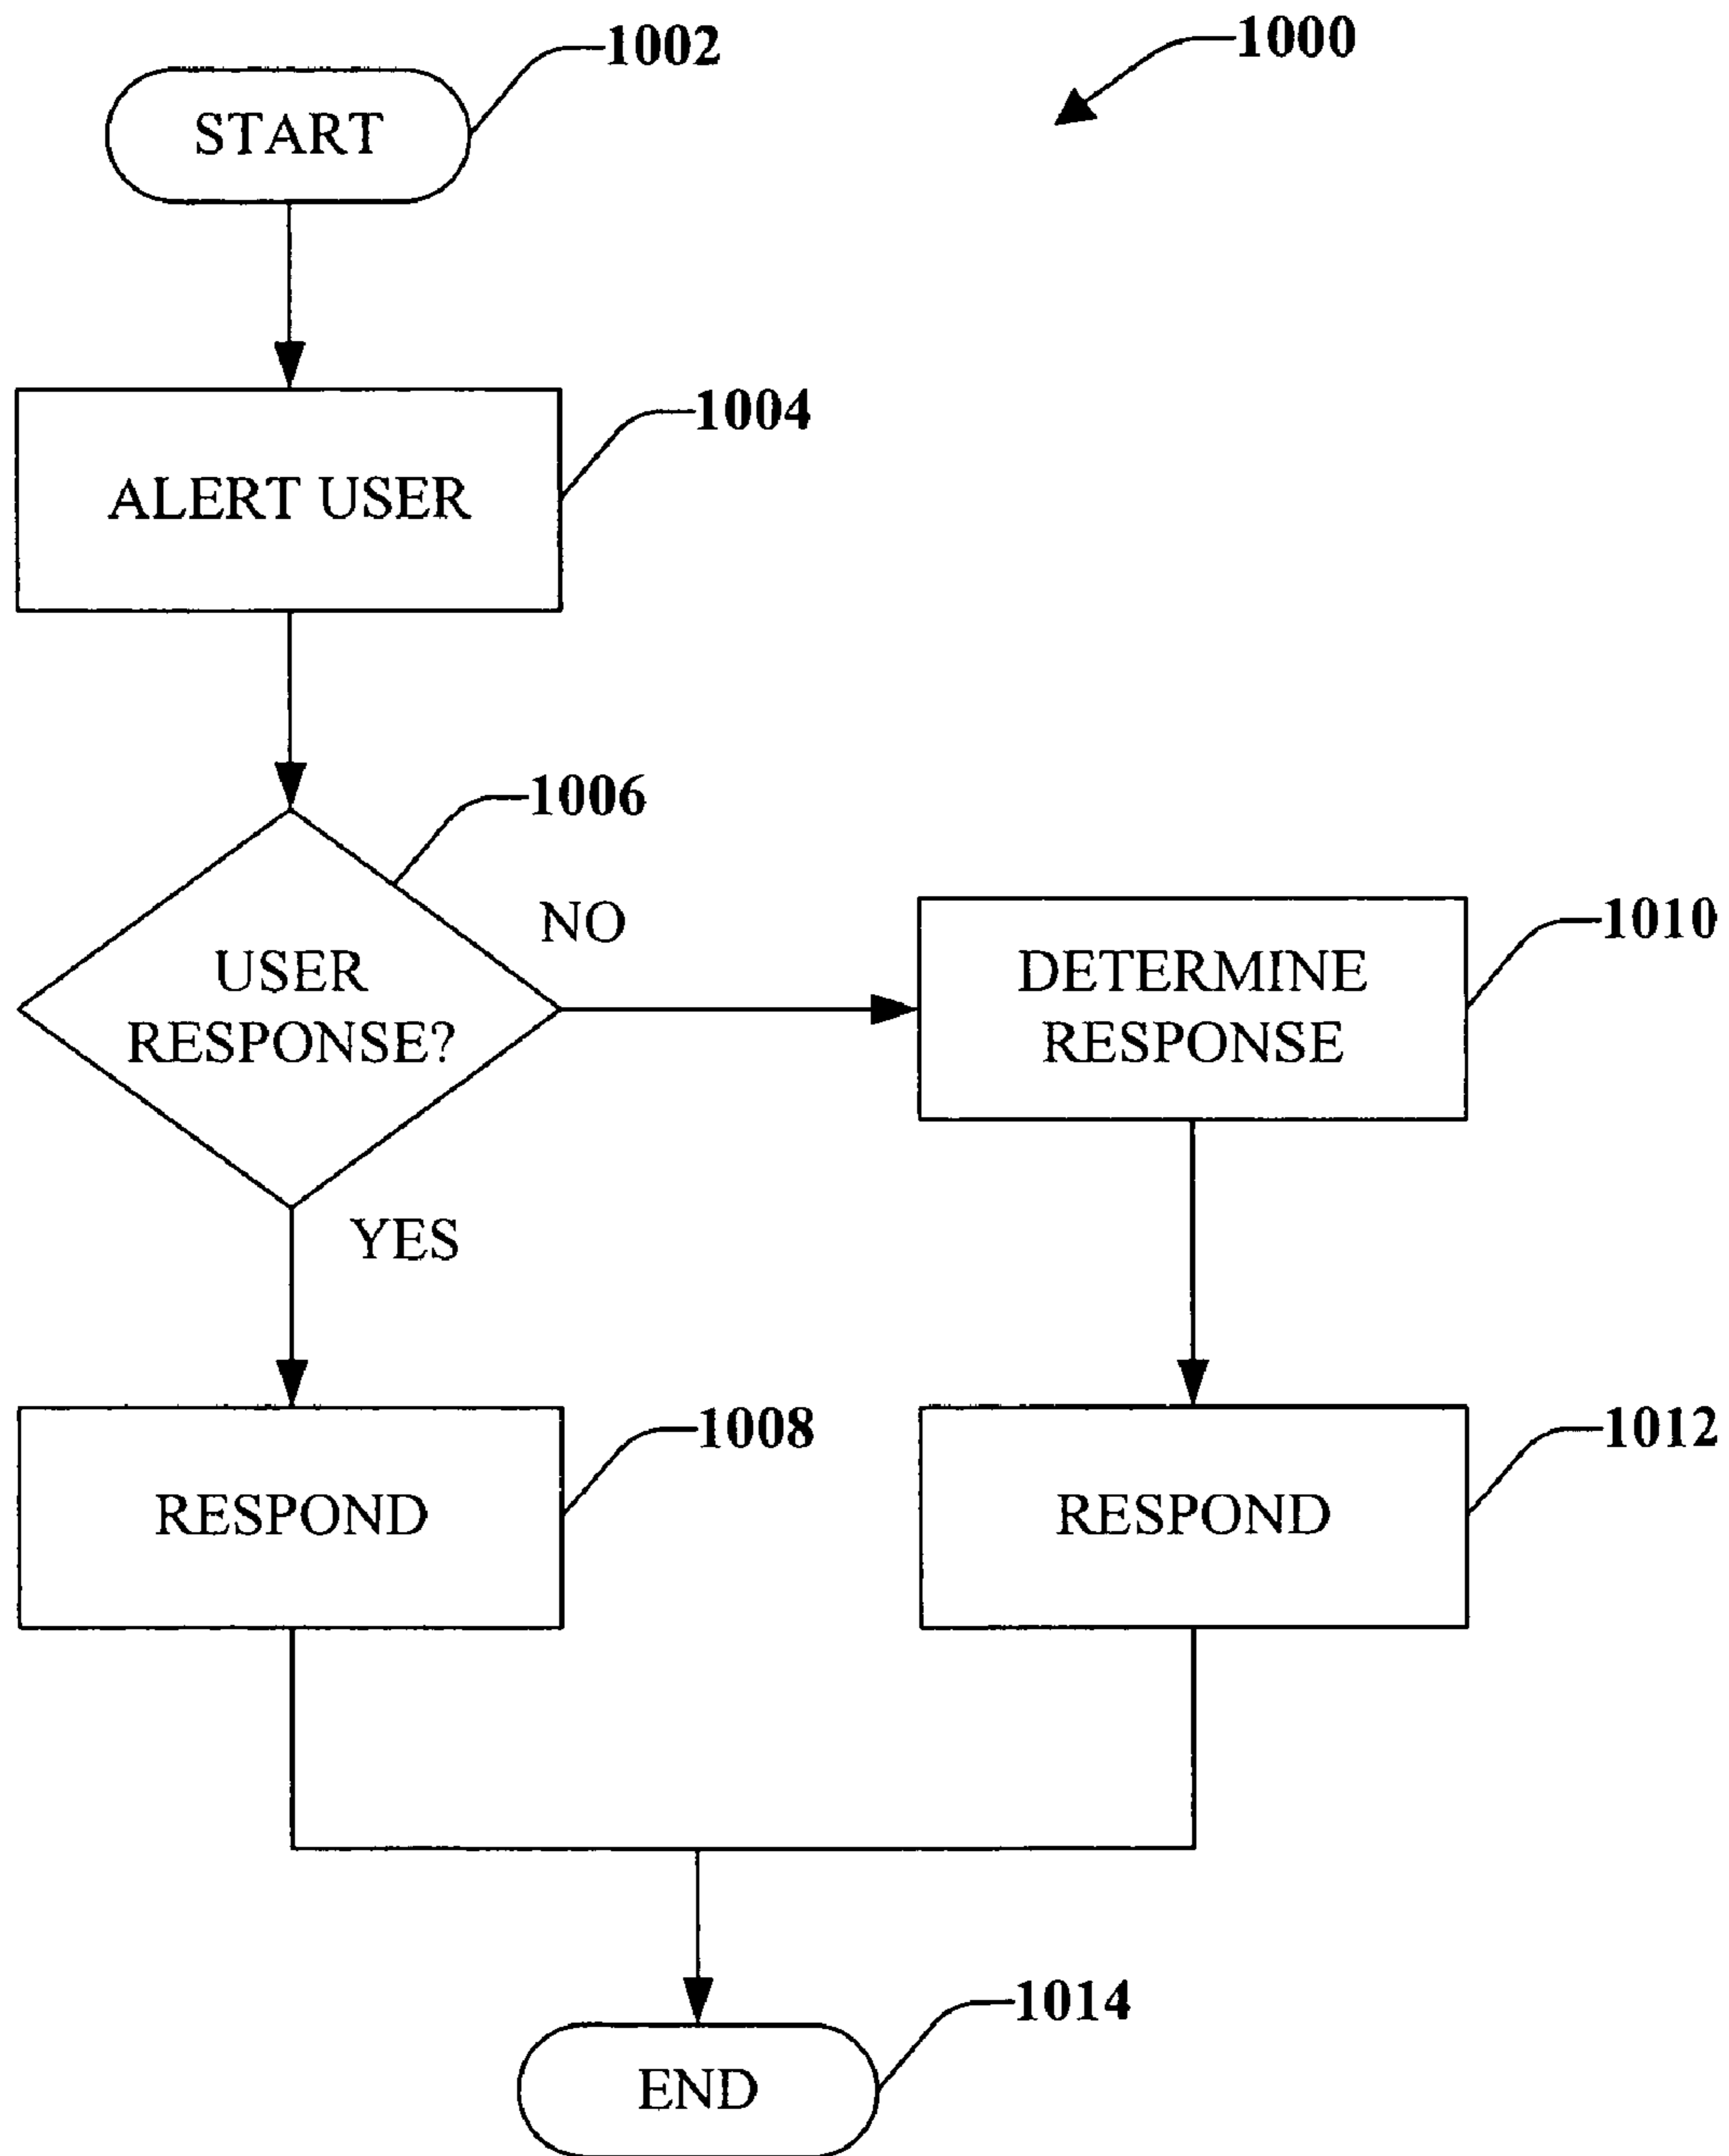 1002
1000
START
1004
ALERT USER
1006
NO
USER
RESPONSE?
1010
DETERMINE
RESPONSE
YES
1008
RESPOND
1012
RESPOND
1014
END